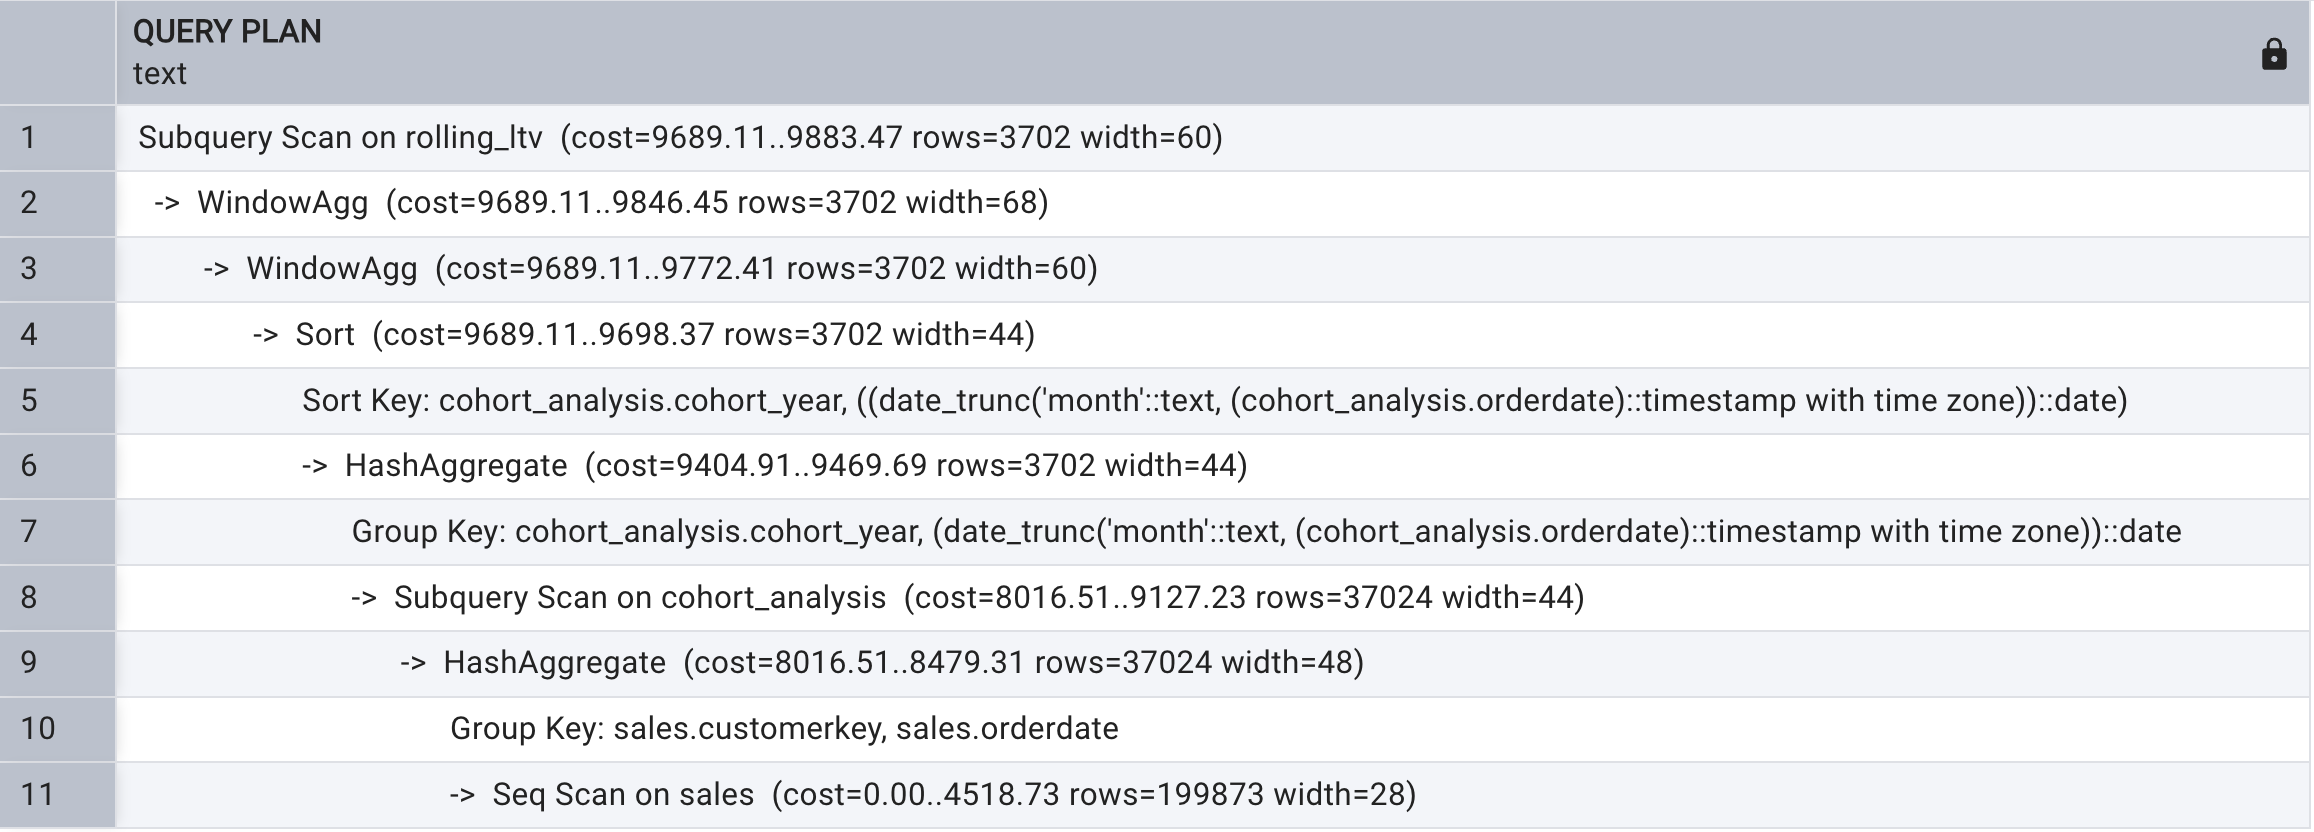 QUERY PLAN
text
1 Subquery Scan on rolling_ltv (cost=9689.11..9883.47 rows=3702 width=60)
2 -> WindowAgg (cost=9689.11..9846.45 rows=3702 width=68)
3 -> WindowAgg (cost=9689.11..9772.41 rows=3702 width=60)
4 -> Sort (cost=9689.11..9698.37 rows=3702 width=44)
5 Sort Key: cohort_analysis.cohort_year, ((date_trunc('month'::text, (cohort_analysis.orderdate)::timestamp with time zone))::date)
6 -> HashAggregate (cost=9404.91..9469.69 rows=3702 width=44)
7 Group Key: cohort_analysis.cohort_year, (date_trunc('month'::text, (cohort_analysis.orderdate)::timestamp with time zone))::date
8 -> Subquery Scan on cohort_analysis (cost=8016.51..9127.23 rows=37024 width=44)
9 -> HashAggregate (cost=8016.51..8479.31 rows=37024 width=48)
10 Group Key: sales.customerkey, sales.orderdate
11 -> Seq Scan on sales (cost=0.00..4518.73 rows=199873 width=28)